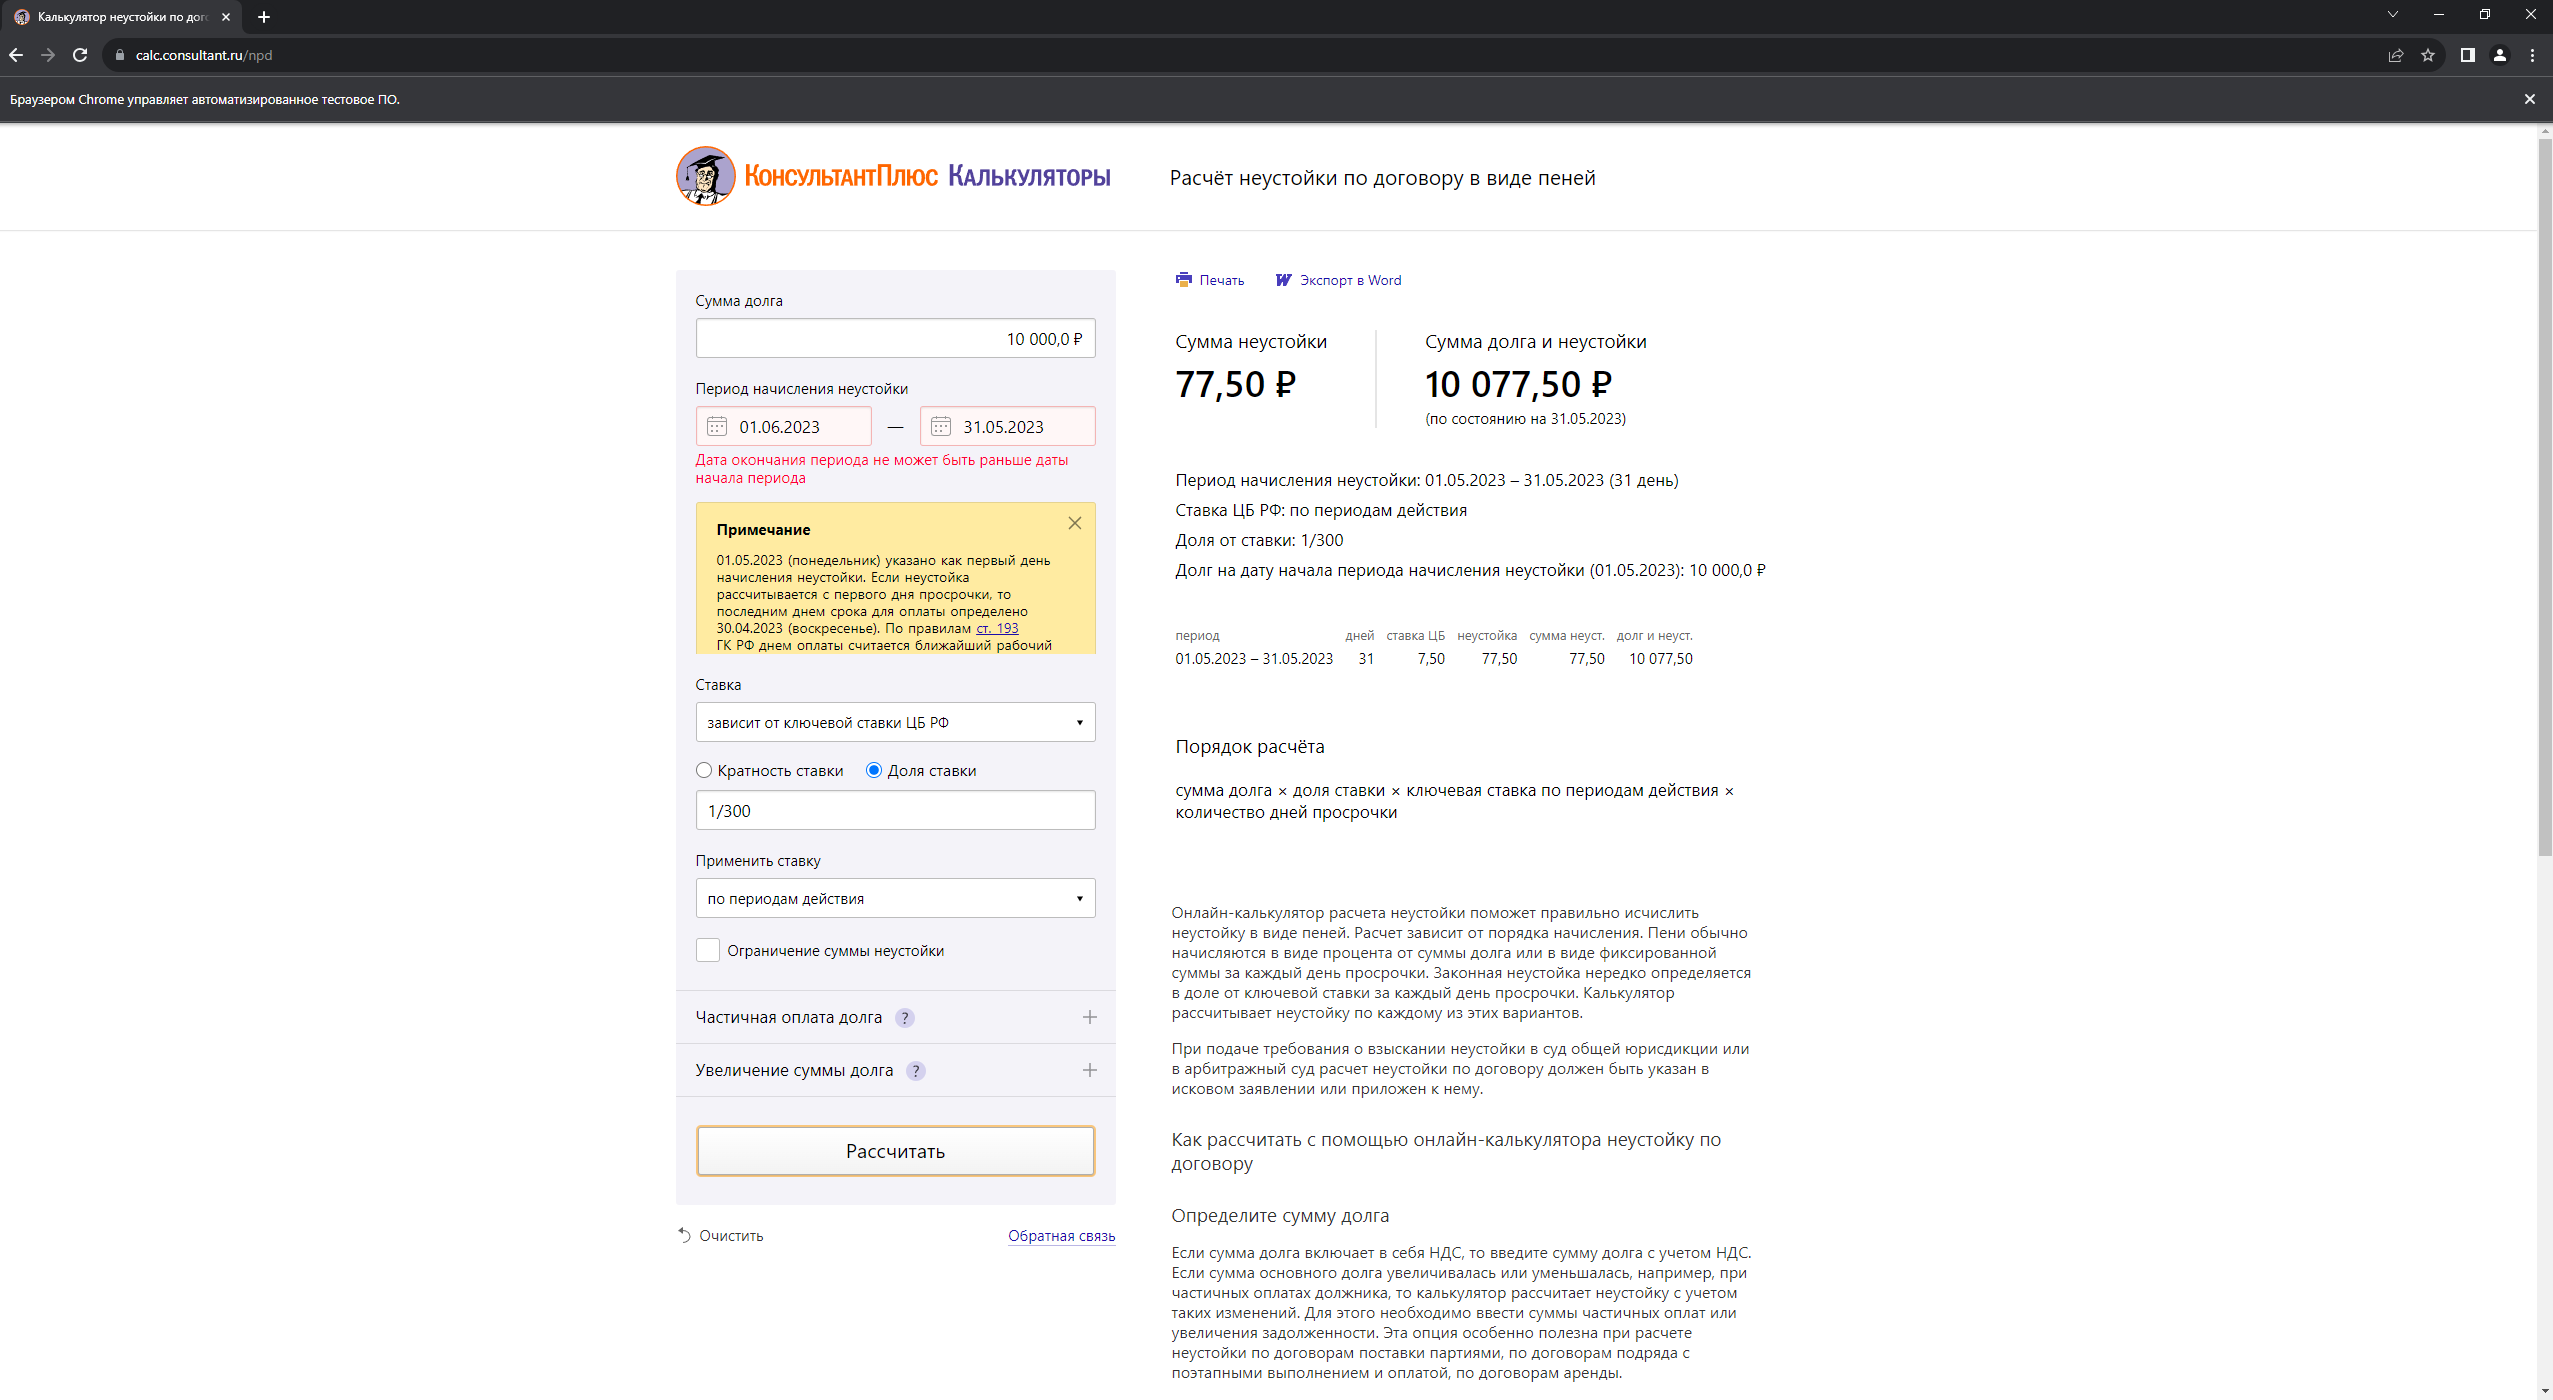 Калькулятор неустойки по дого
calc.consultant.ru/npd
Браузером Chrome управляет автоматизированное тестовое ПО.
КонсультантПлюс Калькуляторы
Расчёт неустойки по договору в виде пеней
Сумма долга
10 000,0 ₽
Период начисления неустойки
01.06.2023 — 31.05.2023
Дата окончания периода не может быть раньше даты
начала периода
Примечание
01.05.2023 (понедельник) указано как первый день
начисления неустойки. Если неустойка
рассчитывается с первого дня просрочки, то
последним днем срока для оплаты определено
30.04.2023 (воскресенье). По правилам ст. 193
ГК РФ днем оплаты считается ближайший рабочий
Ставка
зависит от ключевой ставки ЦБ РФ
Кратность ставки Доля ставки
1/300
Применить ставку
по периодам действия
Ограничение суммы неустойки
Частичная оплата долга ?
Увеличение суммы долга ?
Рассчитать
Очистить Обратная связь
Печать Экспорт в Word
Сумма неустойки
77,50 ₽
Сумма долга и неустойки
10 077,50 ₽
(по состоянию на 31.05.2023)
Период начисления неустойки: 01.05.2023 – 31.05.2023 (31 день)
Ставка ЦБ РФ: по периодам действия
Доля от ставки: 1/300
Долг на дату начала периода начисления неустойки (01.05.2023): 10 000,0 ₽
период дней ставка ЦБ неустойка сумма неуст. долг и неуст.
01.05.2023 – 31.05.2023 31 7,50 77,50 77,50 10 077,50
Порядок расчёта
сумма долга × доля ставки × ключевая ставка по периодам действия ×
количество дней просрочки
Онлайн-калькулятор расчета неустойки поможет правильно исчислить
неустойку в виде пеней. Расчет зависит от порядка начисления. Пени обычно
начисляются в виде процента от суммы долга или в виде фиксированной
суммы за каждый день просрочки. Законная неустойка нередко определяется
в доле от ключевой ставки за каждый день просрочки. Калькулятор
рассчитывает неустойку по каждому из этих вариантов.
При подаче требования о взыскании неустойки в суд общей юрисдикции или
в арбитражный суд расчет неустойки по договору должен быть указан в
исковом заявлении или приложен к нему.
Как рассчитать с помощью онлайн-калькулятора неустойку по
договору
Определите сумму долга
Если сумма долга включает в себя НДС, то введите сумму долга с учетом НДС.
Если сумма основного долга увеличивалась или уменьшалась, например, при
частичных оплатах должника, то калькулятор рассчитает неустойку с учетом
таких изменений. Для этого необходимо ввести суммы частичных оплат или
увеличения задолженности. Эта опция особенно полезна при расчете
неустойки по договорам поставки партиями, по договорам подряда с
поэтапными выполнением и оплатой, по договорам аренды.